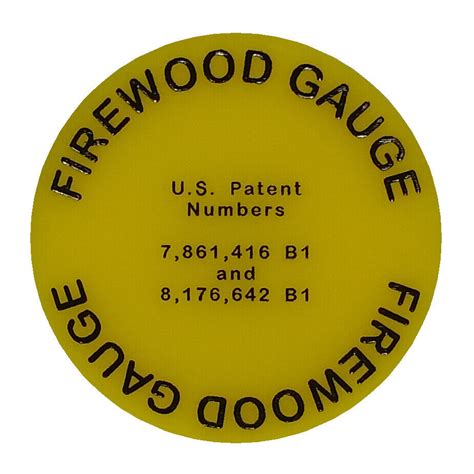 FIREWOOD GAUGE
U.S. Patent
Numbers
7,861,416 B1
and
8,176,642 B1
FIREWOOD GAUGE